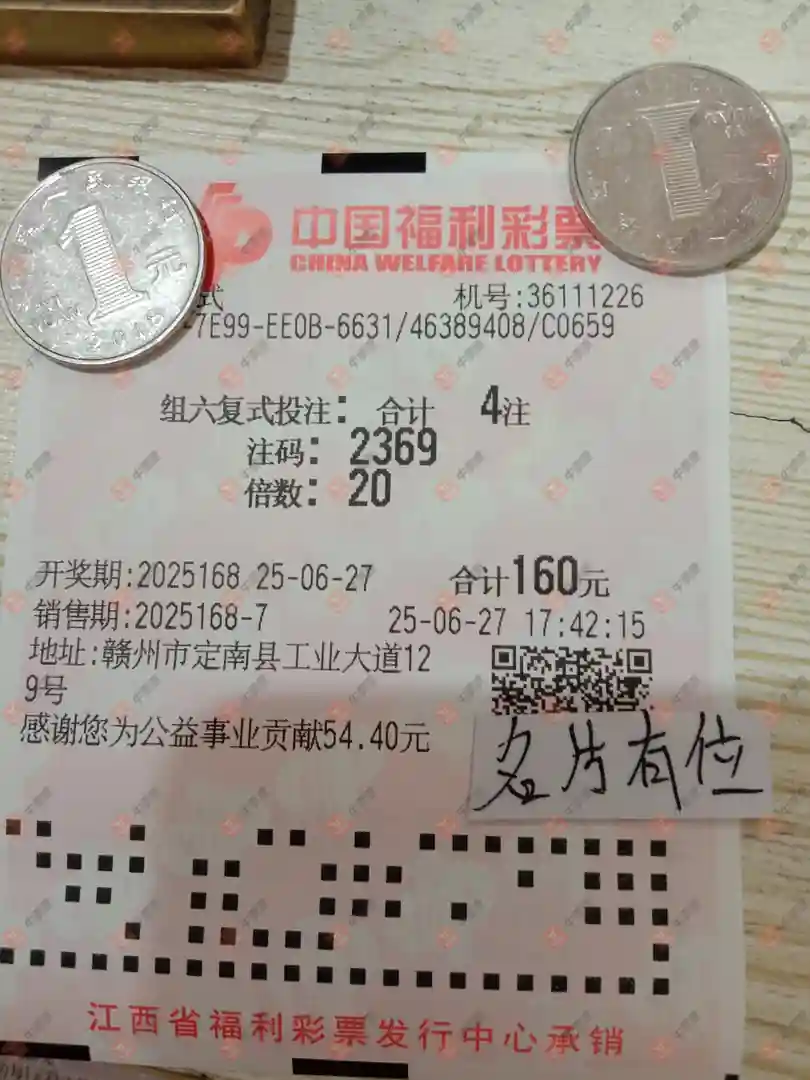 中国福利彩票
CHINA WELFARE LOTTERY
式 机号:36111226
-7E99-EE0B-6631/46389408/C0659
组六复式投注: 合计 4注
注码: 2369
倍数: 20
开奖期:2025168 25-06-27 合计160元
销售期:2025168-7 25-06-27 17:42:15
地址:赣州市定南县工业大道12
9号
感谢您为公益事业贡献54.40元
名片有位
江西省福利彩票发行中心承销
1
元
1